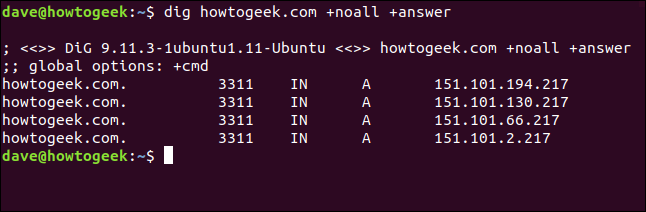 dave@howtogeek:~$ dig howtogeek.com +noall +answer
; <<>> DiG 9.11.3-1ubuntu1.11-Ubuntu <<>> howtogeek.com +noall +answer
;; global options: +cmd
howtogeek.com. 3311 IN A 151.101.194.217
howtogeek.com. 3311 IN A 151.101.130.217
howtogeek.com. 3311 IN A 151.101.66.217
howtogeek.com. 3311 IN A 151.101.2.217
dave@howtogeek:~$